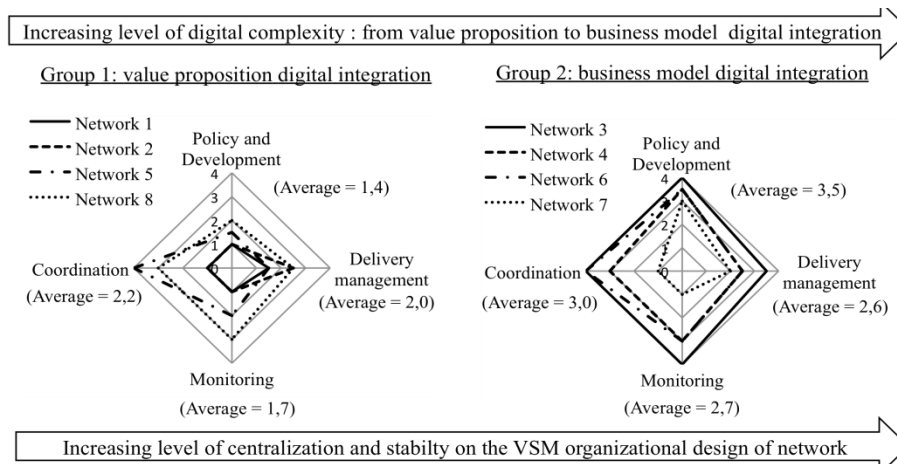 Increasing level of digital complexity : from value proposition to business model  digital integration
Group 1: value proposition digital integration
Network 1
Network 2
Network 5
Network 8
Policy and
Development
(Average = 1,4)
4
3
2
1
0
Coordination
(Average = 2,2)
Delivery
management
(Average = 2,0)
Monitoring
(Average = 1,7)
Group 2: business model digital integration
Network 3
Network 4
Network 6
Network 7
Policy and
Development
(Average = 3,5)
4
3
2
1
0
Coordination
(Average = 3,0)
Delivery
management
(Average = 2,6)
Monitoring
(Average = 2,7)
Increasing level of centralization and stabilty on the VSM organizational design of network